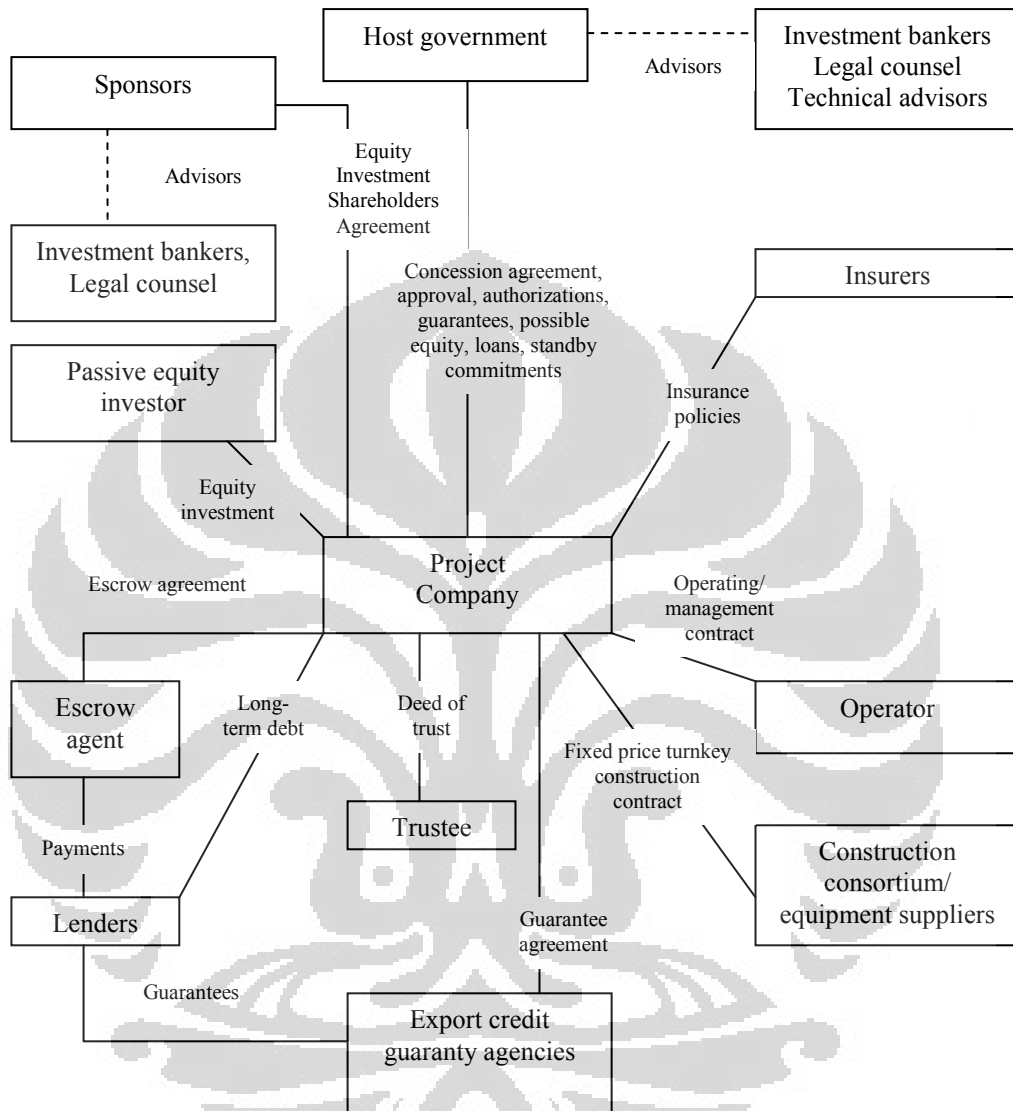 Host government
Investment bankers
Legal counsel
Technical advisors
Advisors
Sponsors
Equity
Investment
Shareholders
Agreement
Advisors
Investment bankers,
Legal counsel
Insurers
Concession agreement,
approval, authorizations,
guarantees, possible
equity, loans, standby
commitments
Passive equity
investor
Insurance
policies
Equity
investment
Project
Company
Escrow agreement
Operating/
management
contract
Escrow
agent
Long-
term debt
Deed of
trust
Operator
Fixed price turnkey
construction
contract
Trustee
Payments
Construction
consortium/
equipment suppliers
Lenders
Guarantee
agreement
Guarantees
Export credit
guaranty agencies